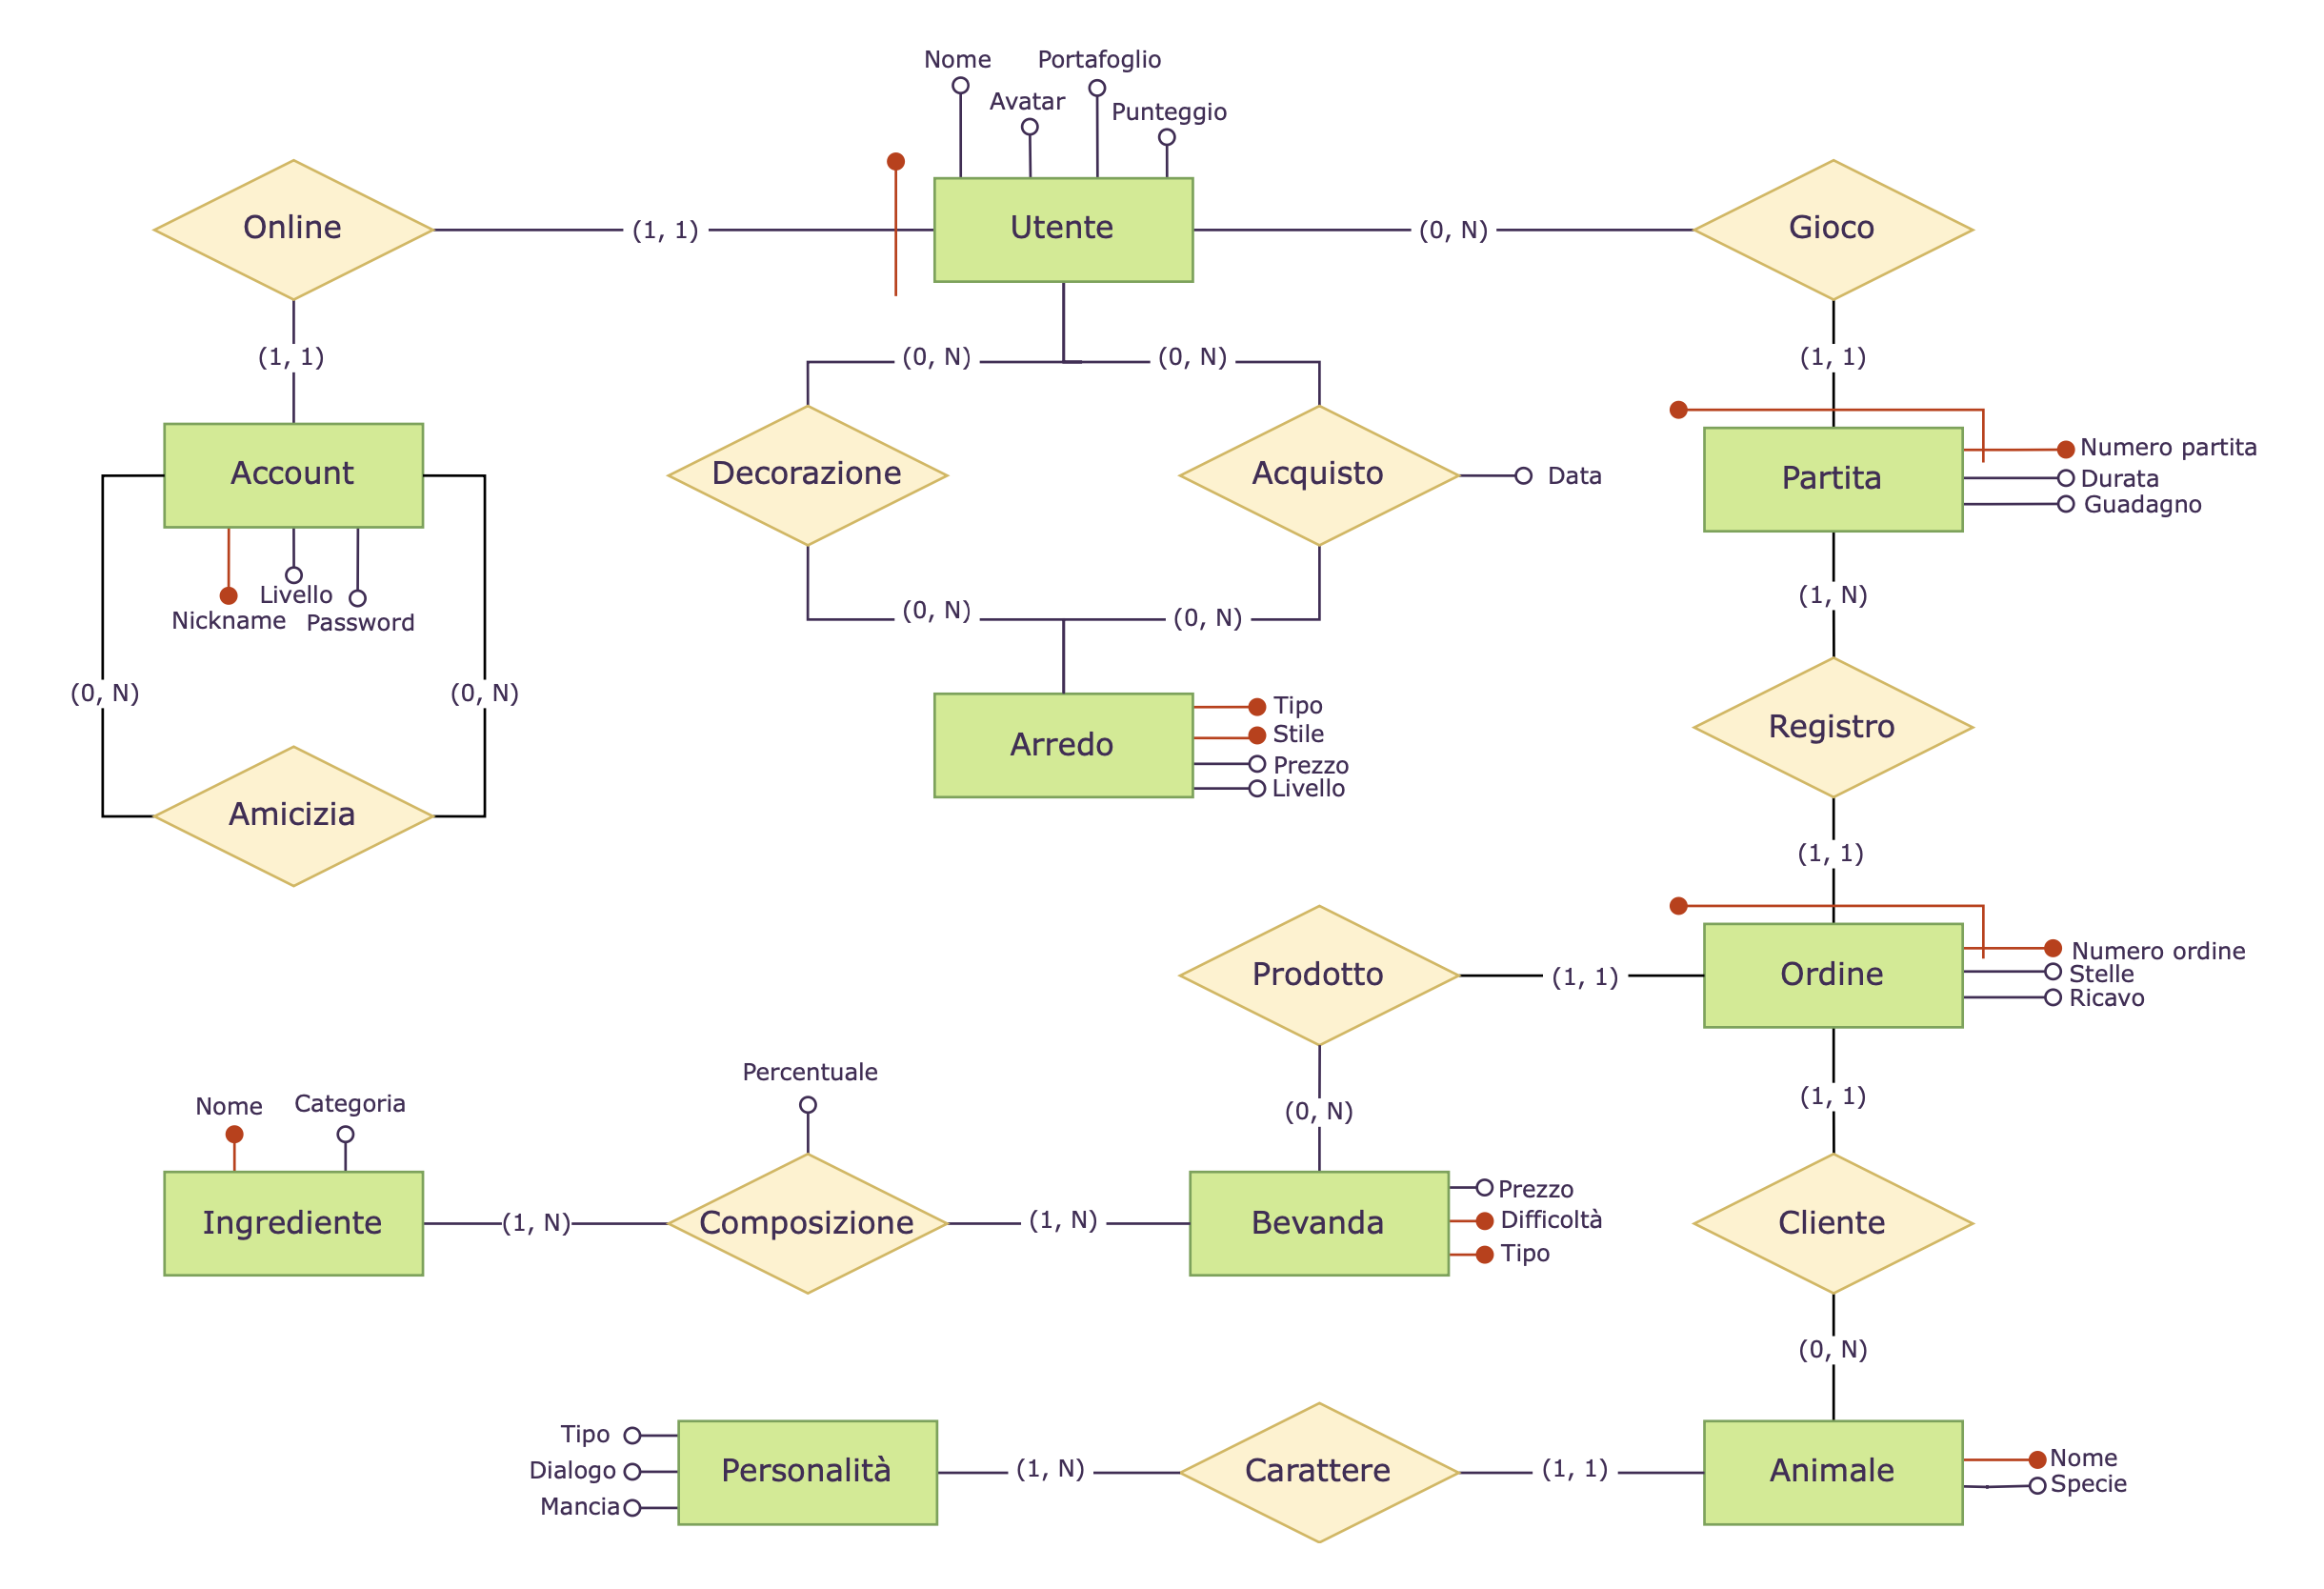 Nome
Portafoglio
Avatar
Punteggio
Online
(1, 1)
Utente
(0, N)
Gioco
(1, 1)
(0, N)
(0, N)
(1, 1)
Account
Decorazione
Acquisto
Data
Partita
Numero partita
Durata
Guadagno
Livello
Nickname
Password
(0, N)
(0, N)
(1, N)
(0, N)
(0, N)
Amicizia
Arredo
Tipo
Stile
Prezzo
Livello
Registro
(1, 1)
Prodotto
(1, 1)
Ordine
Numero ordine
Stelle
Ricavo
Nome
Categoria
Percentuale
(0, N)
(1, 1)
Ingrediente
(1, N)
Composizione
(1, N)
Bevanda
Prezzo
Difficoltà
Tipo
Cliente
(0, N)
Tipo
Dialogo
Mancia
Personalità
(1, N)
Carattere
(1, 1)
Animale
Nome
Specie